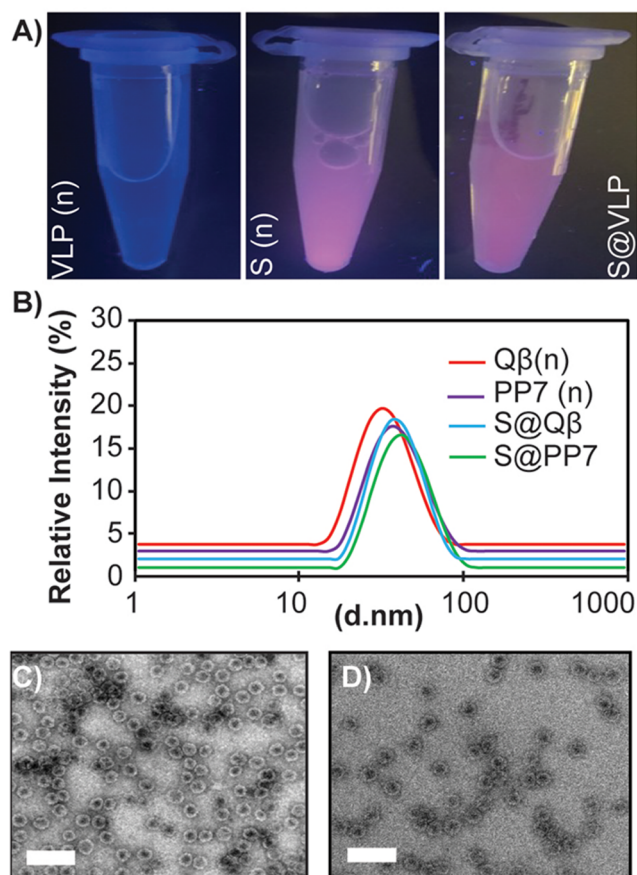 A)
VLP (n)
S (n)
S@VLP
B)
Relative Intensity (%)
30
25
20
15
10
5
0
Qβ(n)
PP7 (n)
S@Qβ
S@PP7
1
10
100
1000
(d.nm)
C)
D)